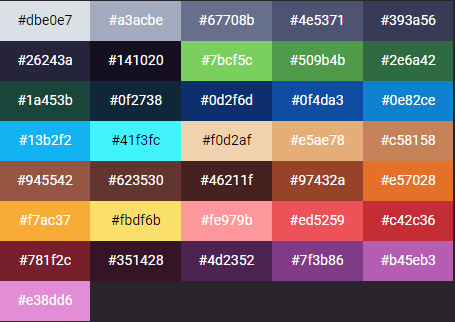 #dbe0e7 #a3acbe #67708b #4e5371 #393a56
#26243a #141020 #7bcf5c #509b4b #2e6a42
#1a453b #0f2738 #0d2f6d #0f4da3 #0e82ce
#13b2f2 #41f3fc #f0d2af #e5ae78 #c58158
#945542 #623530 #46211f #97432a #e57028
#f7ac37 #fbdf6b #fe979b #ed5259 #c42c36
#781f2c #351428 #4d2352 #7f3b86 #b45eb3
#e38dd6